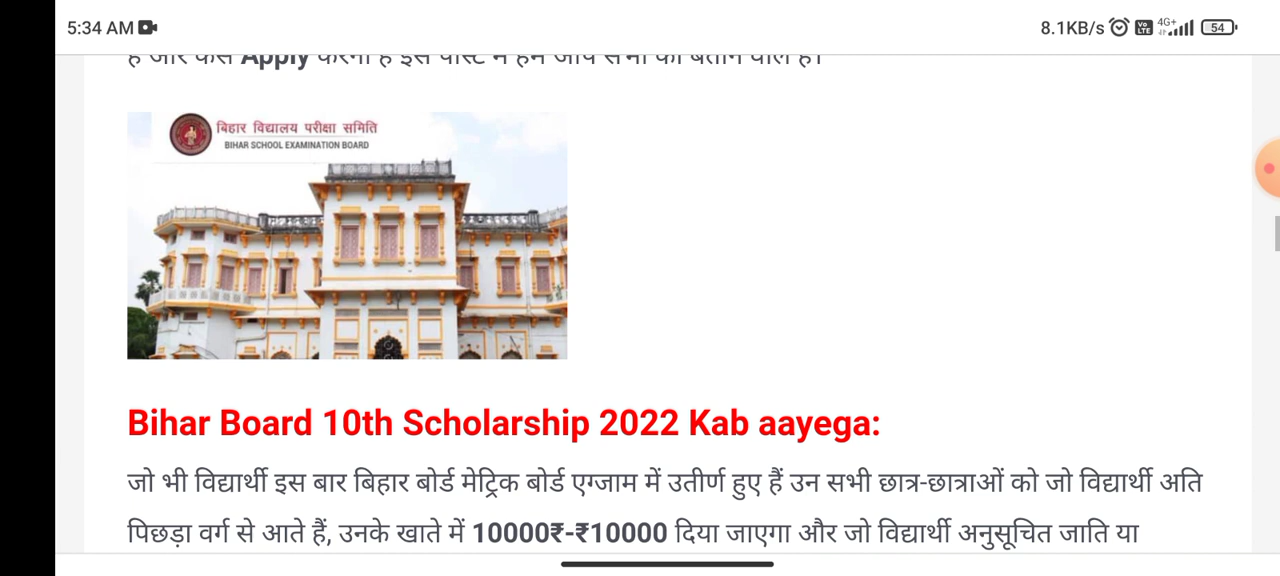 5:34 AM
8.1KB/s 4G+ 54
Apply
बिहार विद्यालय परीक्षा समिति
BIHAR SCHOOL EXAMINATION BOARD
Bihar Board 10th Scholarship 2022 Kab aayega:
जो भी विद्यार्थी इस बार बिहार बोर्ड मेट्रिक बोर्ड एग्जाम में उतीर्ण हुए हैं उन सभी छात्र-छात्राओं को जो विद्यार्थी अति
पिछड़ा वर्ग से आते हैं, उनके खाते में 10000₹-₹10000 दिया जाएगा और जो विद्यार्थी अनुसूचित जाति या